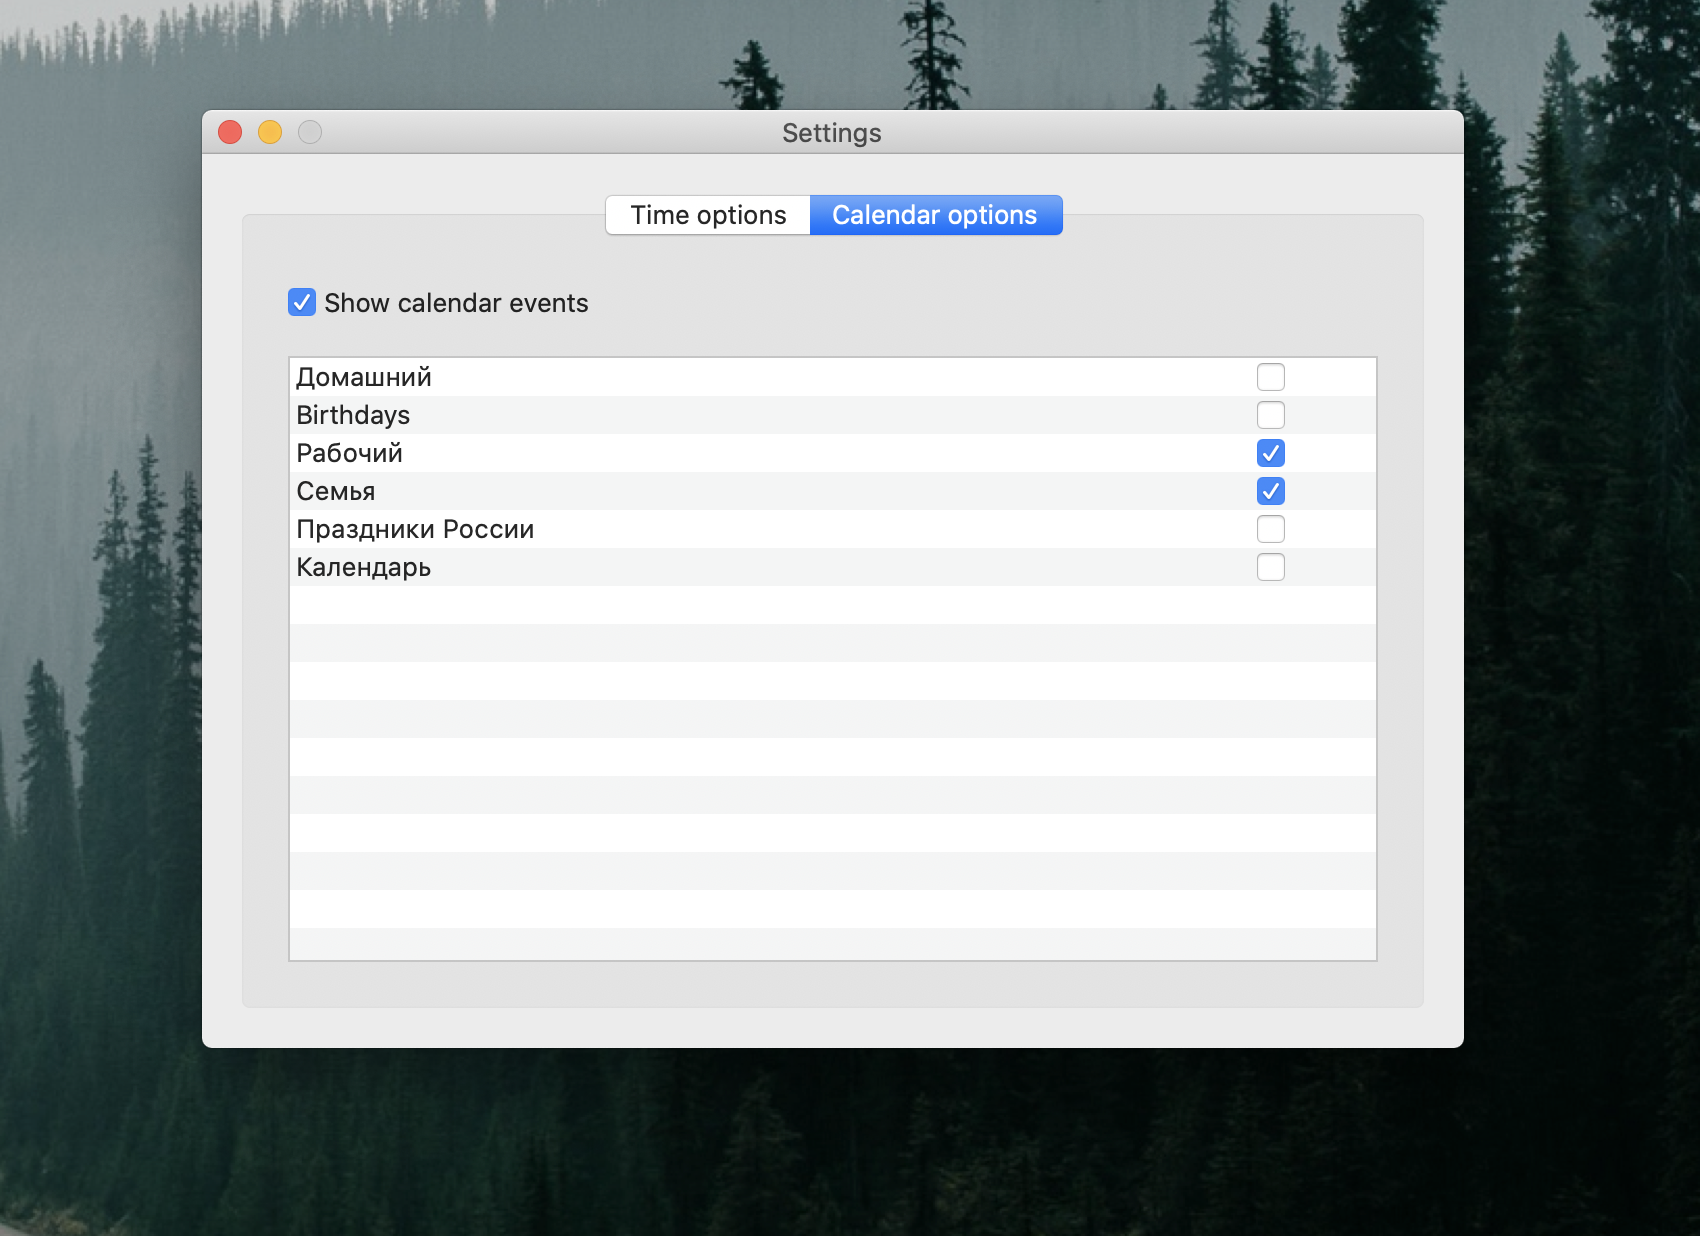 Settings
Time options
Calendar options
Show calendar events
Домашний
Birthdays
Рабочий
Семья
Праздники России
Календарь